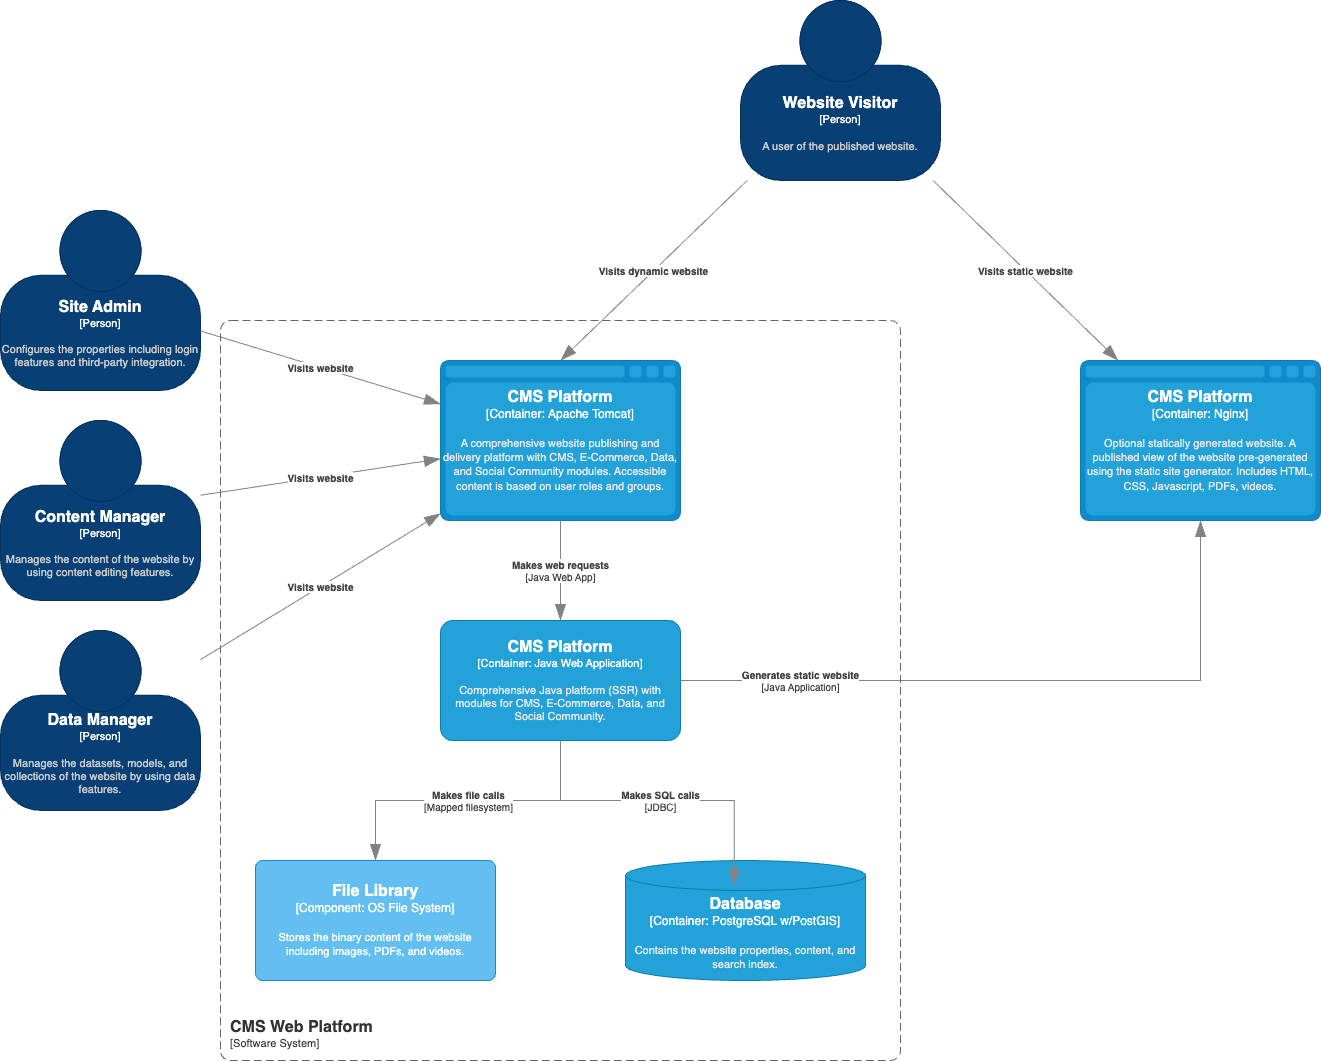 Website Visitor
[Person]
A user of the published website.
Visits dynamic website
Visits static website
Site Admin
[Person]
Configures the properties including login
features and third-party integration.
Visits website
Content Manager
[Person]
Manages the content of the website by
using content editing features.
Visits website
Data Manager
[Person]
Manages the datasets, models, and
collections of the website by using data
features.
Visits website
CMS Platform
[Container: Apache Tomcat]
A comprehensive website publishing and
delivery platform with CMS, E-Commerce, Data,
and Social Community modules. Accessible
content is based on user roles and groups.
CMS Platform
[Container: Nginx]
Optional statically generated website. A
published view of the website pre-generated
using the static site generator. Includes HTML,
CSS, Javascript, PDFs, videos.
Makes web requests
[Java Web App]
CMS Platform
[Container: Java Web Application]
Comprehensive Java platform (SSR) with
modules for CMS, E-Commerce, Data, and
Social Community.
Generates static website
[Java Application]
Makes file calls
[Mapped filesystem]
Makes SQL calls
[JDBC]
File Library
[Component: OS File System]
Stores the binary content of the website
including images, PDFs, and videos.
Database
[Container: PostgreSQL w/PostGIS]
Contains the website properties, content, and
search index.
CMS Web Platform
[Software System]